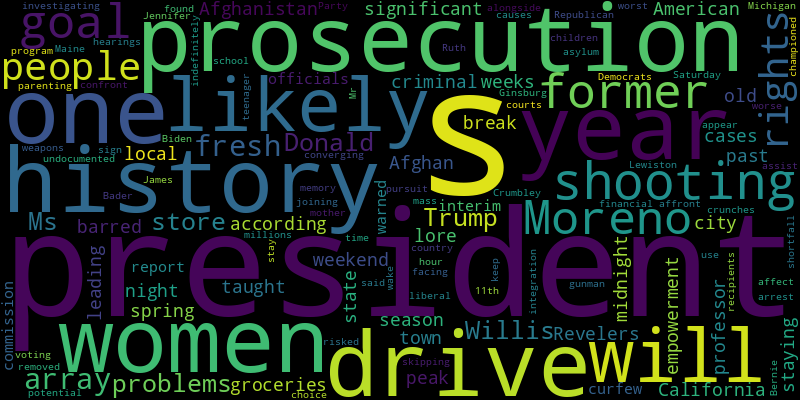 investigating
found
Jennifer
Afghanistan
Party
causes
Republican
alongside
significant
American
worst
Michigan
goal
prosecution
program
Maine
hearings
indefinitely
Ruth
children
asylum
championed
people
school
parenting
confront
teenager
officials
Mr
criminal
weeks
Democrats
Saturday
Ginsburg
courts
worse
former
rights
one
likely
s
break
year
old
appear
cases
weapons
sign
Biden
undocumented
local
fresh
Donald
converging
Afghan
past
Lewiston
assist
history
James
Bader
memory
joining
mother
pursuit
mass
interim
Crumbley
shooting
financial
affront
crunches
Ms
barred
store
according
warned
Trump
Moreno
city
lore
millions
stay
time
country
president
leading
report
weekend
hour
said
facing
wake
keep
integration
gunman
midnight
use
recipients
shortfall
affect
arrest
commission
night
taught
state
liberal
11th
empowerment
professor
spring
season
voting
removed
potential
women
risked
town
Willis
Revelers
drive
will
skipping
peak
curfew
California
Bernie
staying
array
problems
groceries
choice